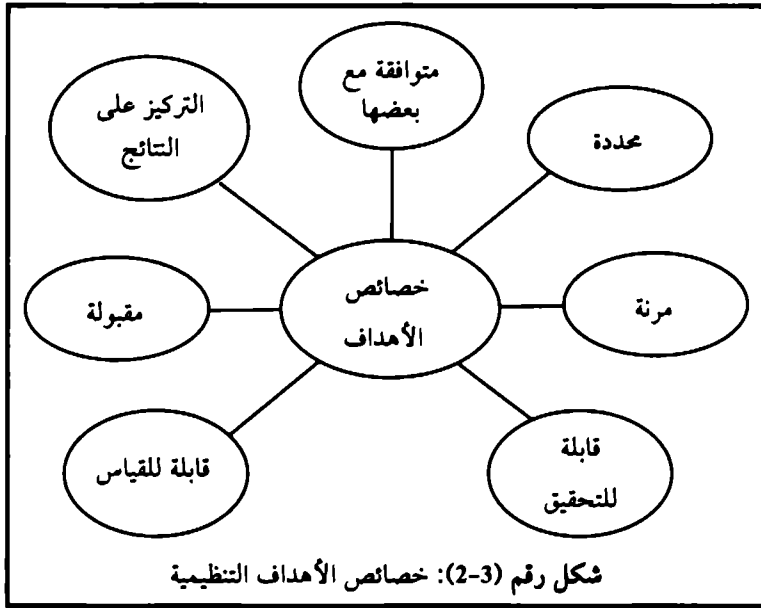 متوافقة مع
بعضها
محددة
التركيز على
النتائج
خصائص
الأهداف
مرنة
مقبولة
قابلة
للتحقيق
قابلة للقياس
شكل رقم (3-2): خصائص الأهداف التنظيمية